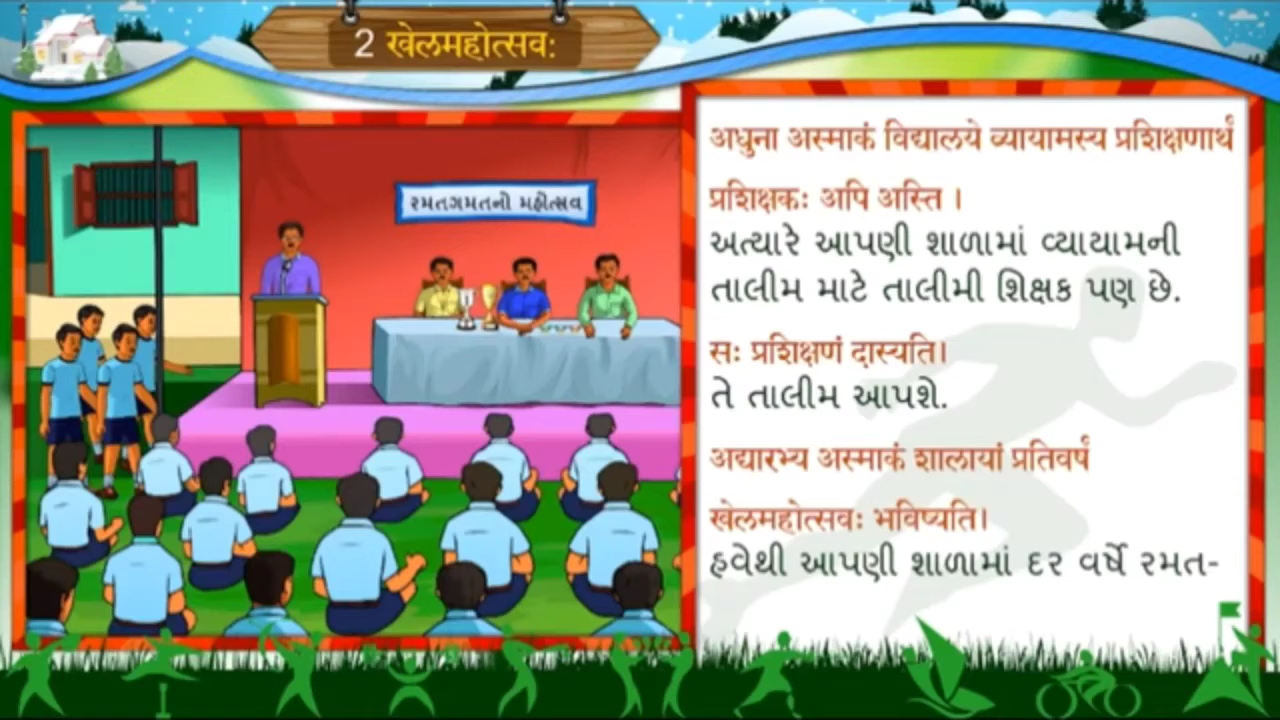 2 खेलमहोत्सवः
રમતગમતનો મહોત્સવ
अधुना अस्माकं विद्यालये व्यायामस्य प्रशिक्षणार्थं
प्रशिक्षकः अपि अस्ति ।
અત્યારે આપણી શાળામાં વ્યાયામની
તાલીમ માટે તાલીમી શિક્ષક પણ છે.
सः प्रशिक्षणं दास्यति।
તે તાલીમ આપશે.
अद्यारभ्य अस्माकं शालायां प्रतिवर्षं
खेलमहोत्सवः भविष्यति।
હવેથી આપણી શાળામાં દર વર્ષે રમત-